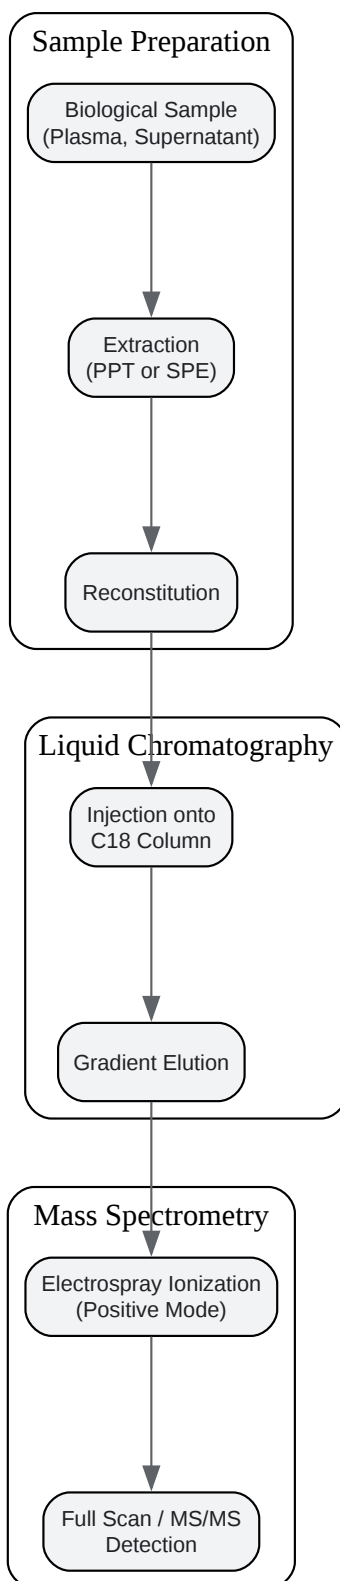 Sample Preparation
Biological Sample
(Plasma, Supernatant)
Extraction
(PPT or SPE)
Reconstitution
Liquid Chromatography
Injection onto
C18 Column
Gradient Elution
Mass Spectrometry
Electrospray Ionization
(Positive Mode)
Full Scan / MS/MS
Detection